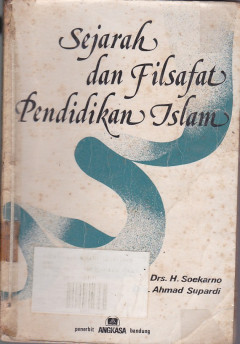 Sejarah
dan Filsafat
Pendidikan Islam
Drs. H. Soekarno
. Ahmad Supardi
penerbit ANGKASA bandung